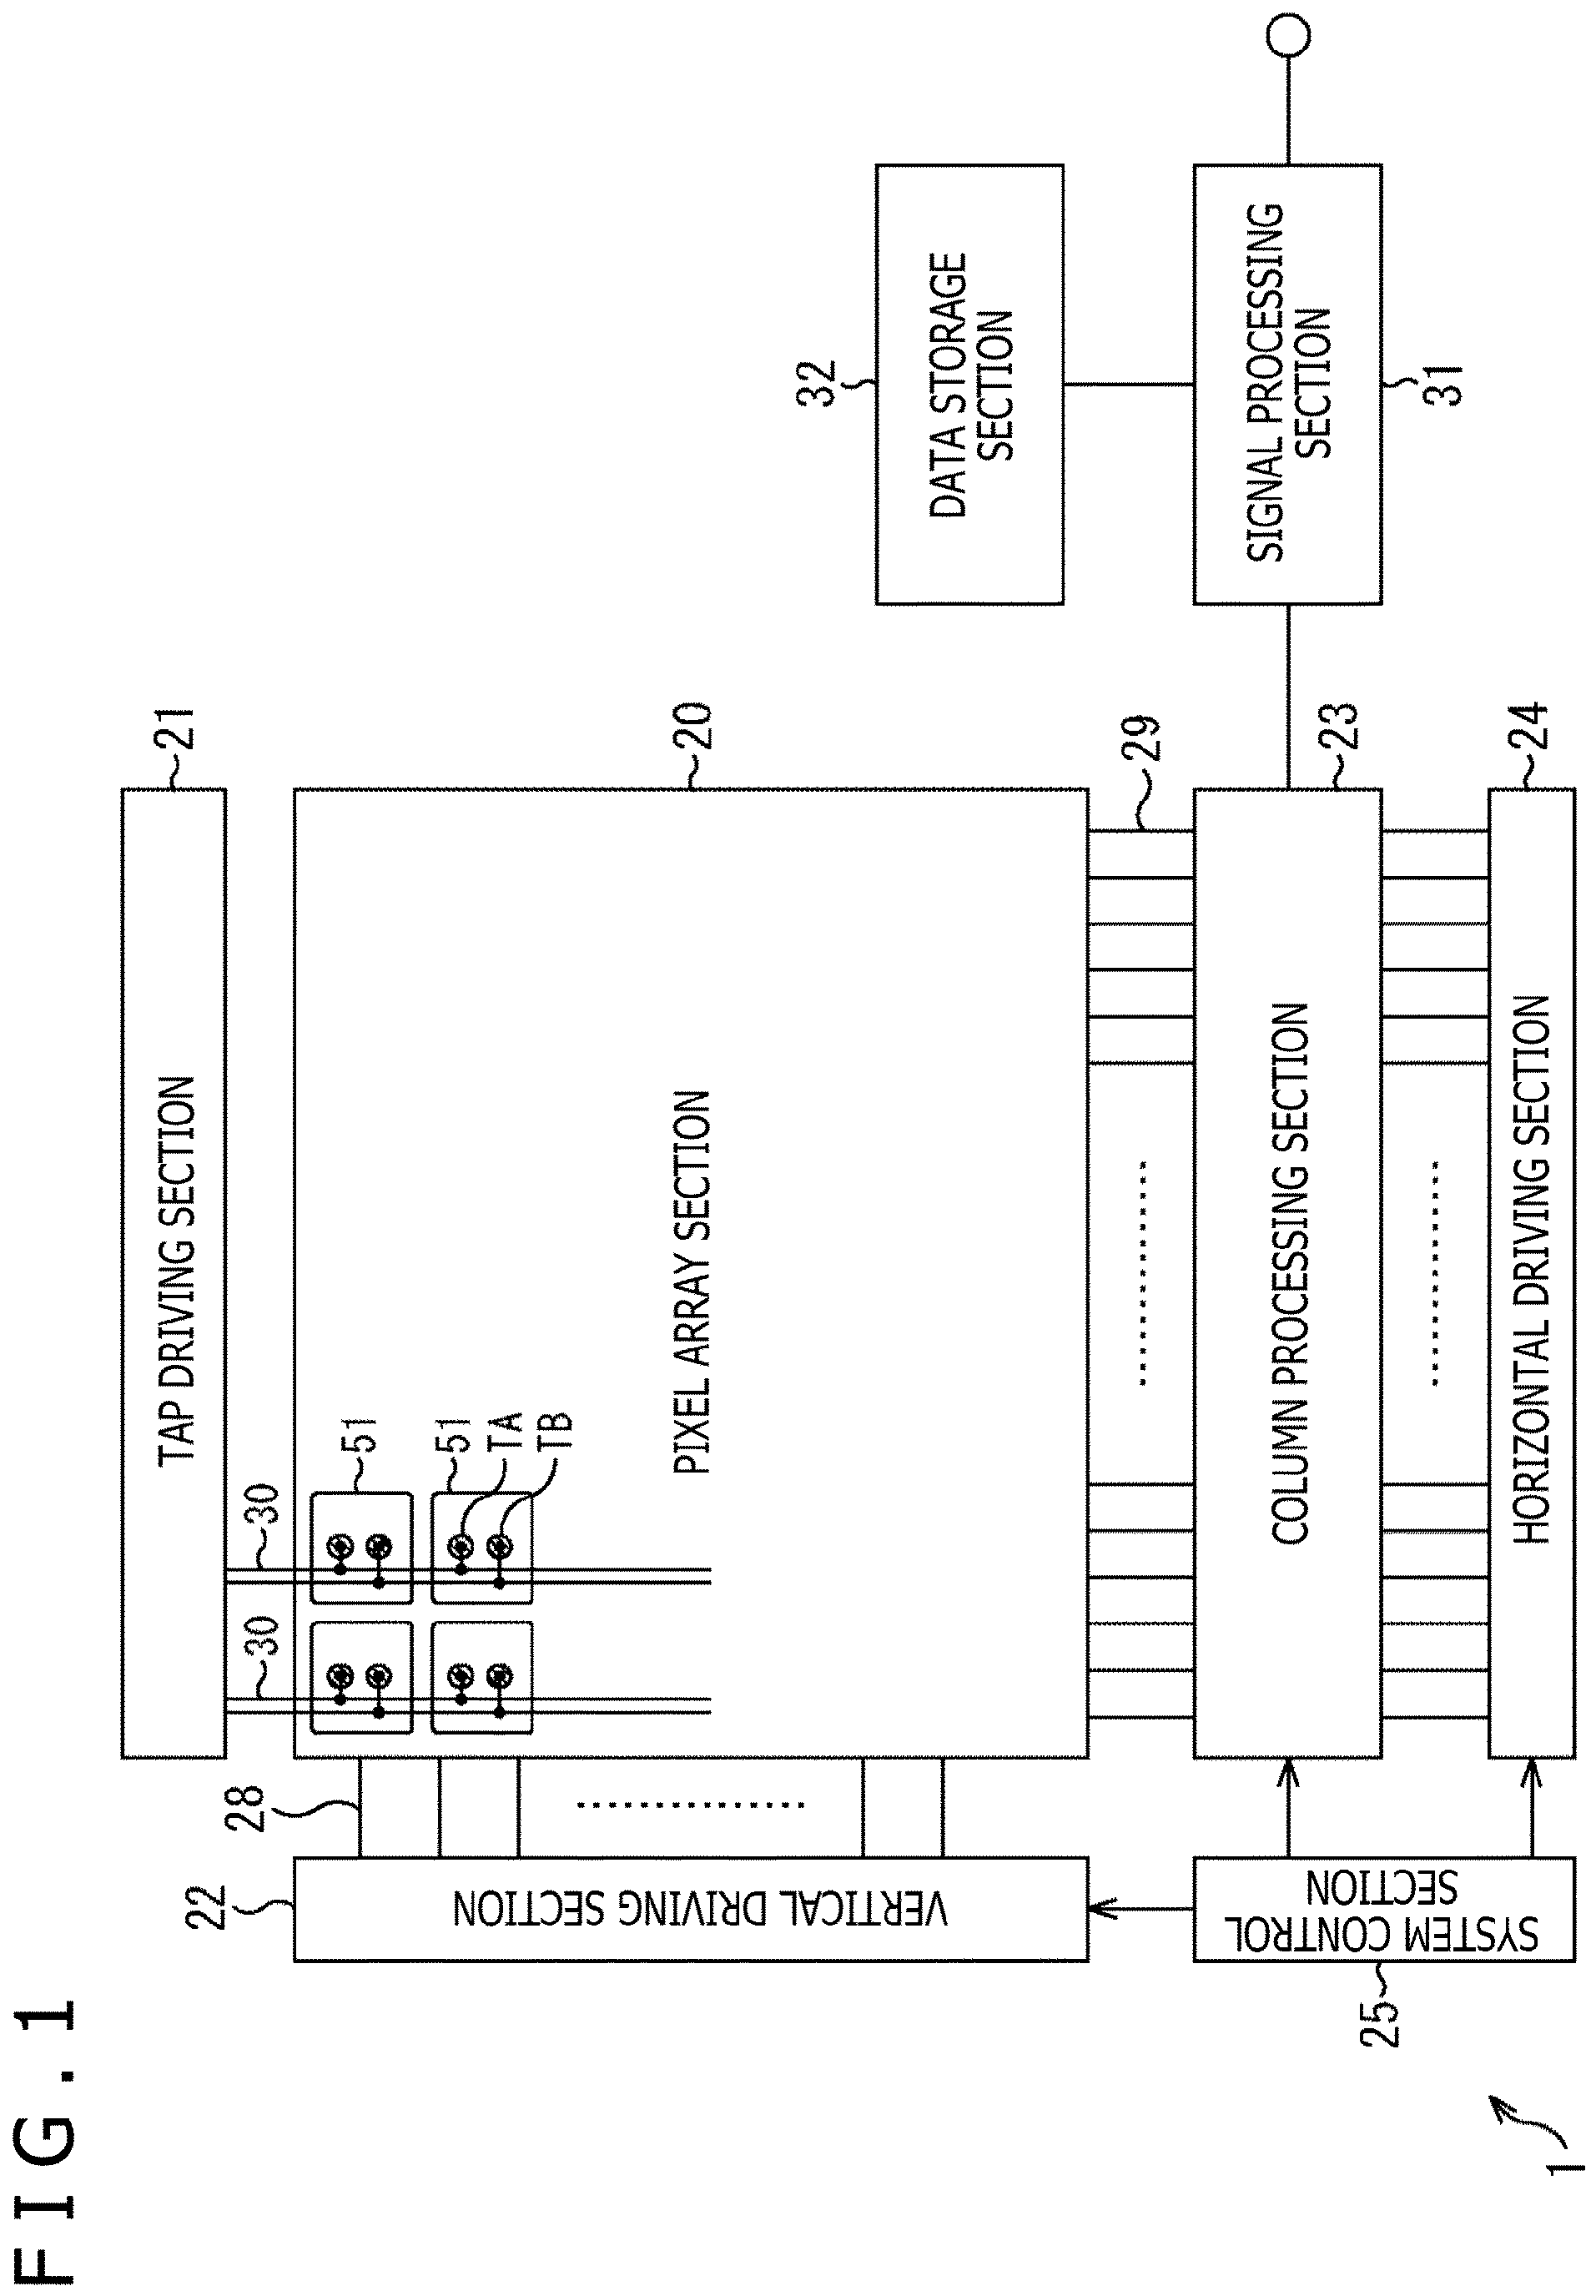 FIG.1
21
TAP DRIVING SECTION
30
30
28
22
VERTICAL DRIVING SECTION
51
51
TA
TB
20
PIXEL ARRAY SECTION
29
32
DATA STORAGE
SECTION
25
SYSTEM CONTROL
SECTION
23
COLUMN PROCESSING SECTION
SIGNAL PROCESSING
SECTION
31
24
HORIZONTAL DRIVING SECTION
1